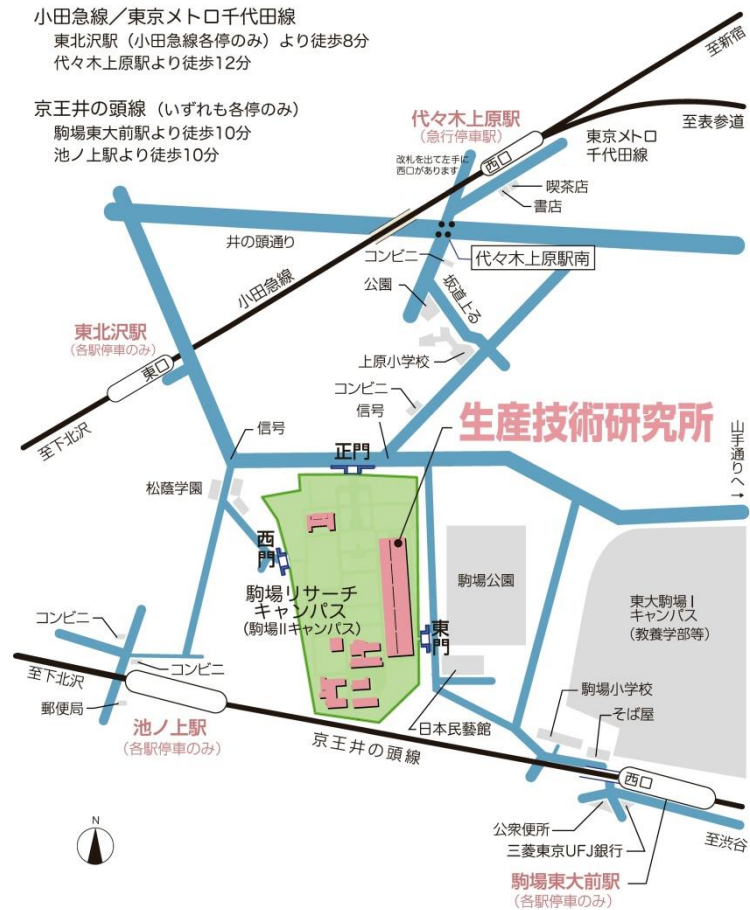 小田急線／東京メトロ千代田線
東北沢駅（小田急線各停のみ）より徒歩8分
代々木上原駅より徒歩12分
京王井の頭線（いずれも各停のみ）
駒場東大前駅より徒歩10分
池ノ上駅より徒歩10分
至新宿
代々木上原駅
（急行停車駅）
改札を出て左手に
西口があります
西口
東京メトロ
千代田線
至表参道
喫茶店
書店
井の頭通り
コンビニ
代々木上原駅南
公園
坂道上る
小田急線
東北沢駅
（各駅停車のみ）
東口
上原小学校
コンビニ
信号
至下北沢
信号
正門
生産技術研究所
山手通りへ→
松蔭学園
西門
駒場リサーチ
キャンパス
（駒場IIキャンパス）
駒場公園
東大駒場I
キャンパス
（教養学部等）
東門
コンビニ
コンビニ
至下北沢
郵便局
池ノ上駅
（各駅停車のみ）
京王井の頭線
日本民藝館
駒場小学校
そば屋
西口
公衆便所
三菱東京UFJ銀行
至渋谷
駒場東大前駅
（各駅停車のみ）
N